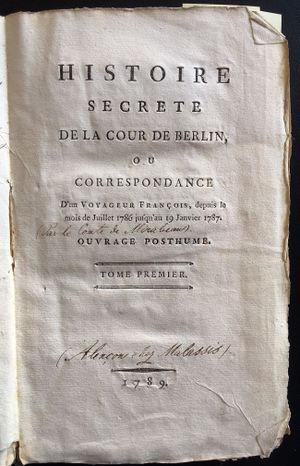 HISTOIRE
SECRETE
DE LA COUR DE BERLIN,
OU
CORRESPONDANCE
D'un VOYAGEUR FRANÇOIS, depuis le
mois de Juillet 1786 jusqu'au 19 Janvier 1787.
(Par le Comte de Mirabeau).
OUVRAGE POSTHUME.
TOME PREMIER.
(Alençon chez Malassis)
1789.